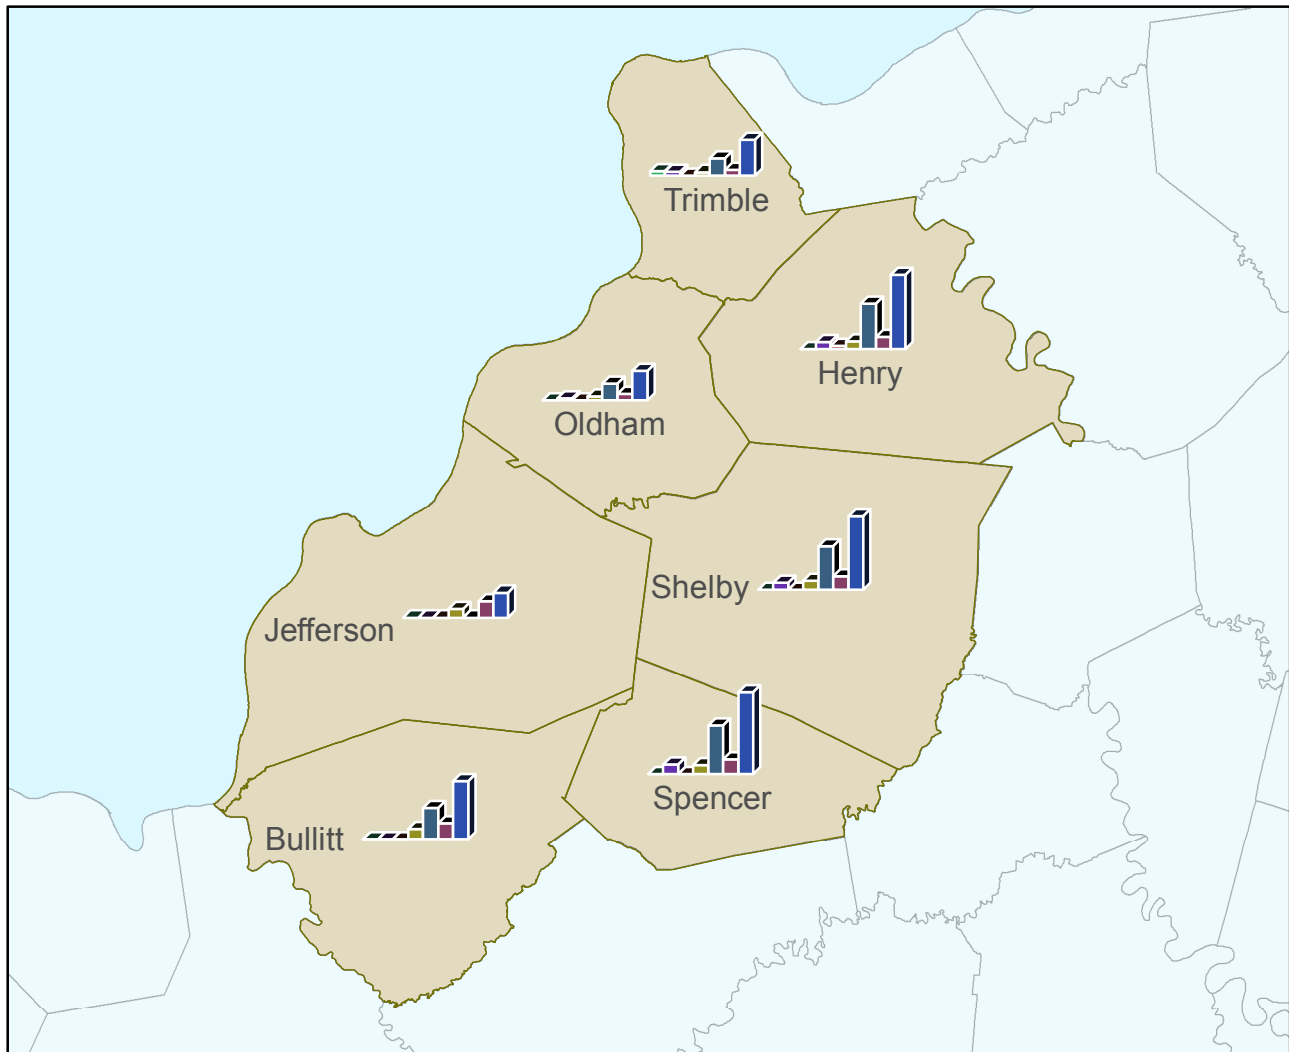 Trimble
Henry
Oldham
Shelby
Jefferson
Spencer
Bullitt